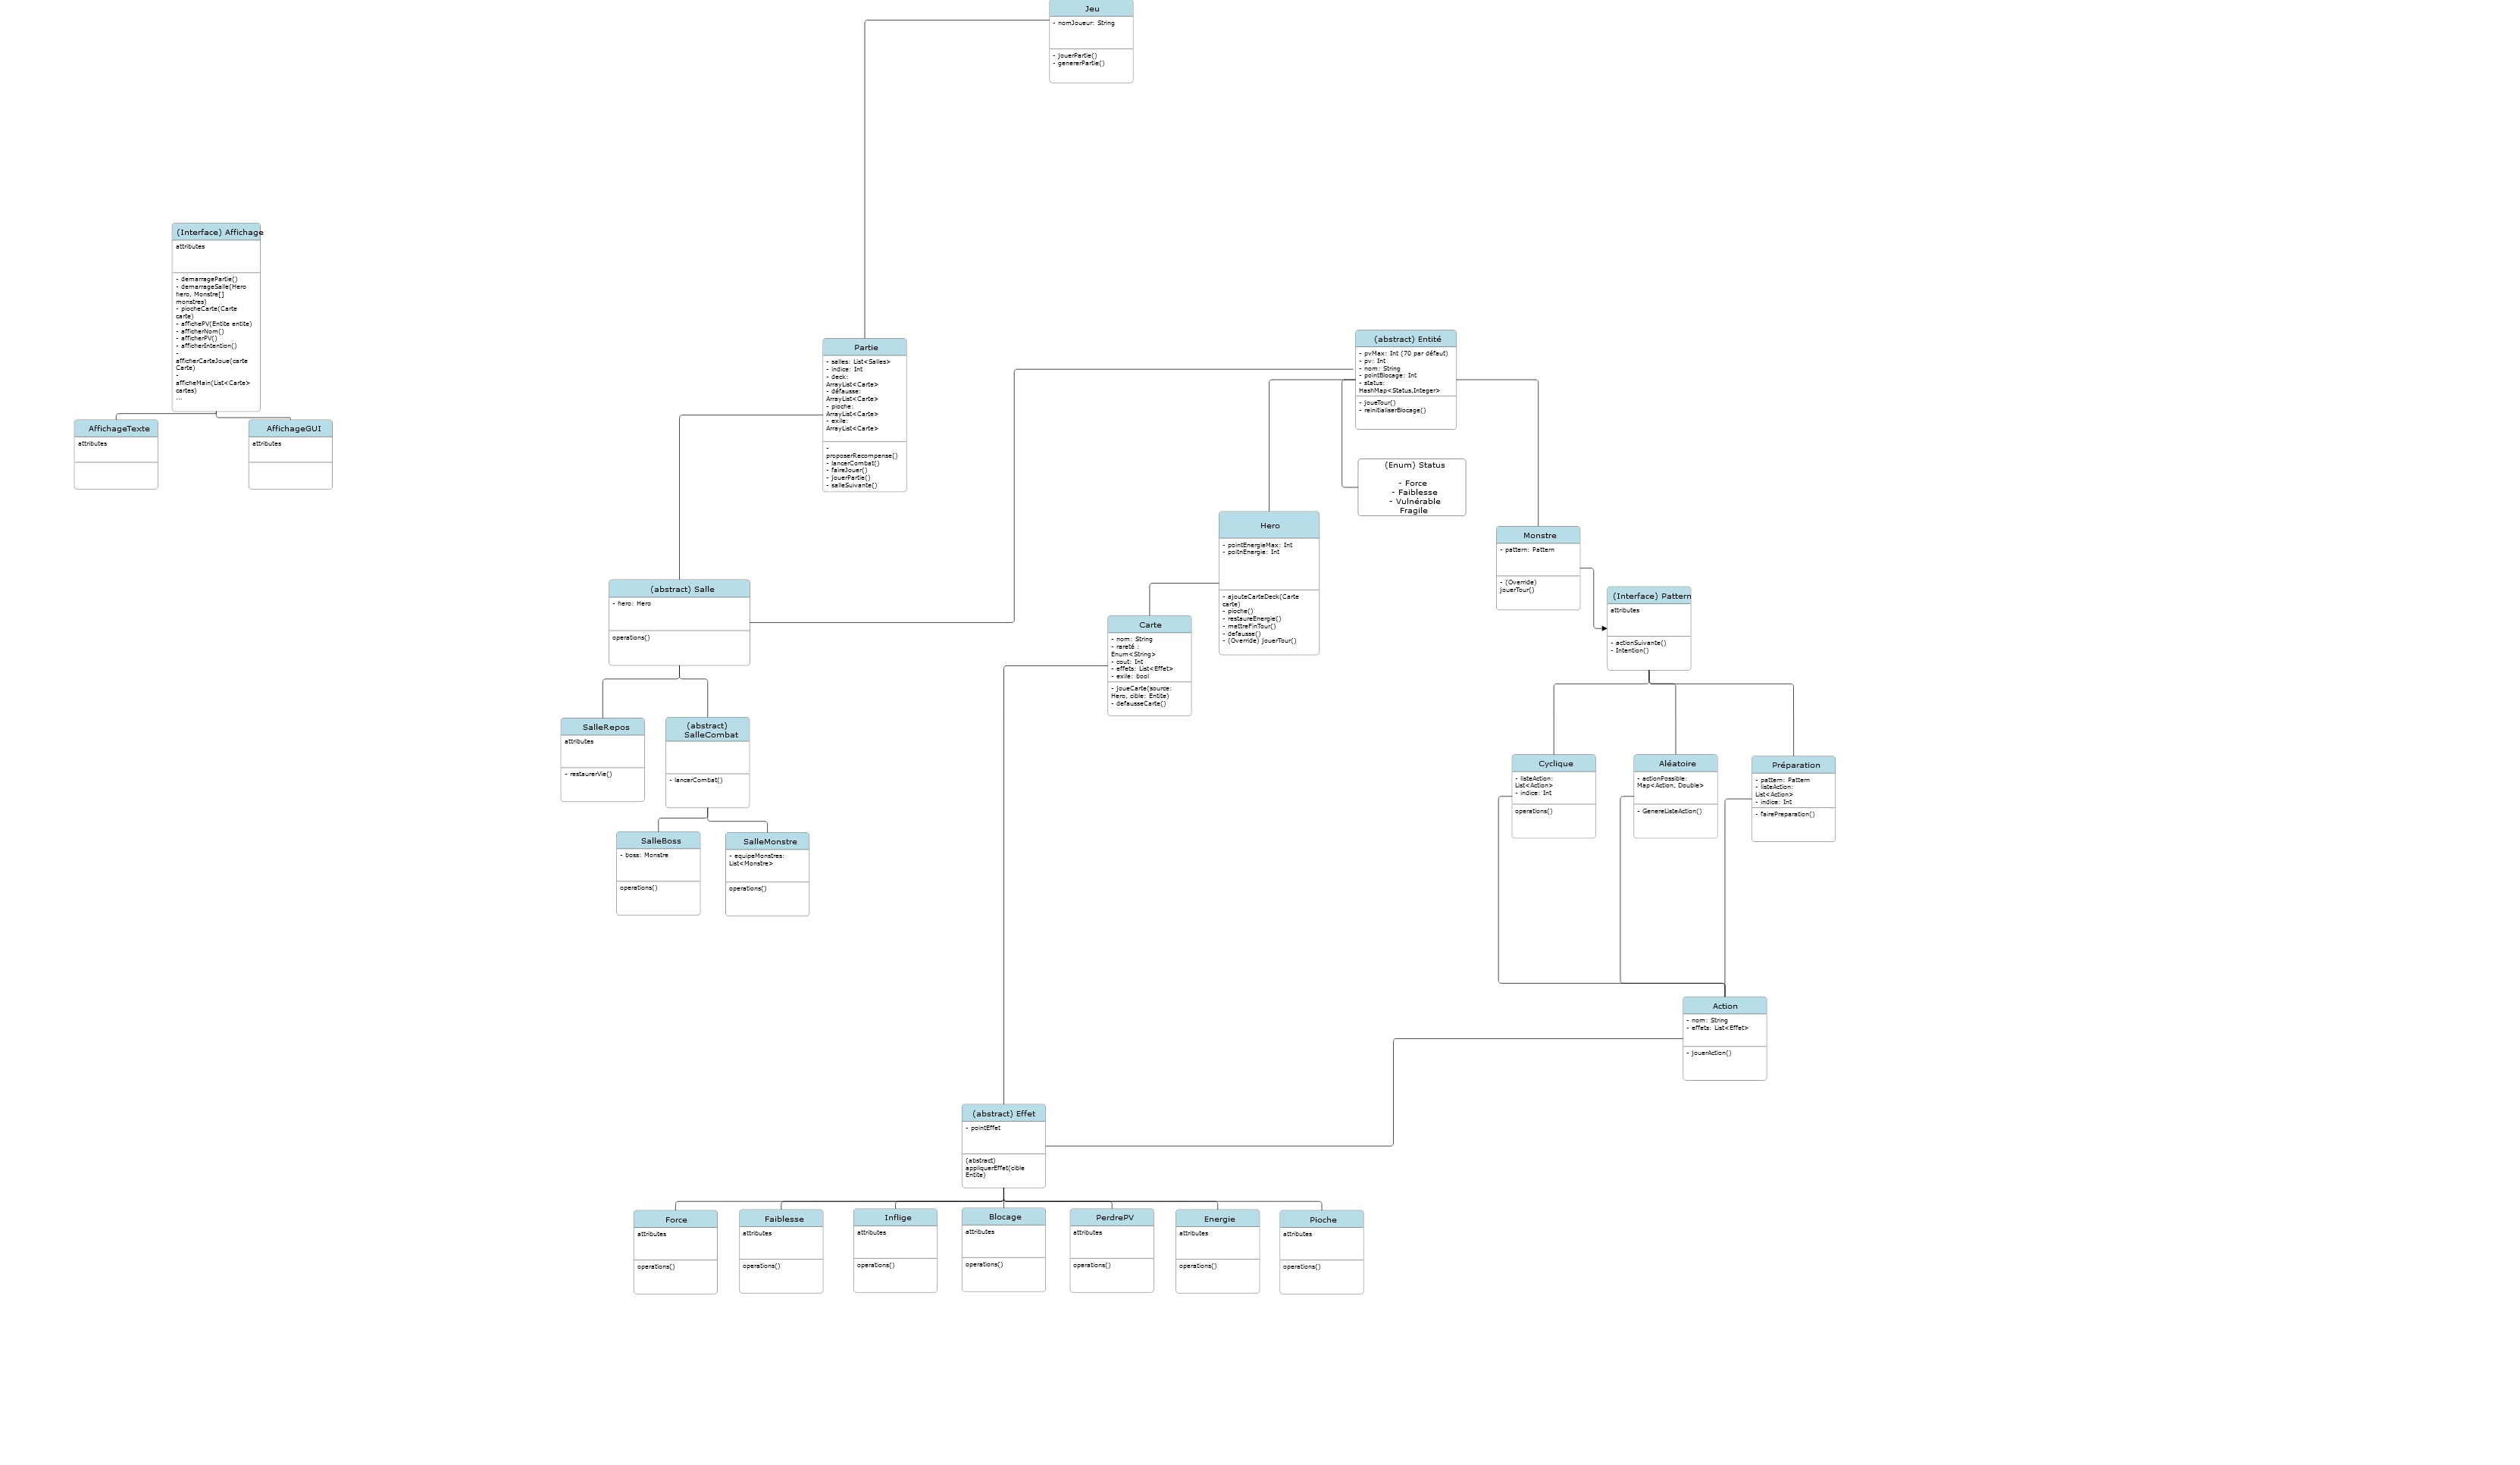 Jeu
- nomJoueur: String
- jouerPartie()
- genererPartie()
(Interface) Affichage
attributes
- demarragePartie()
- demarrageSalle(Hero
hero, Monstre[]
monstres)
- piocheCarte(Carte
carte)
- affichePV(Entite entite)
- afficherNom()
- afficherPV()
- afficherIntention()
-
afficherCarteJoue(carte
Carte)
-
afficheMain(List<Carte>
cartes)
...
AffichageTexte
attributes
AffichageGUI
attributes
Partie
- salles: List<Salles>
- indice: Int
- deck:
ArrayList<Carte>
- défausse:
ArrayList<Carte>
- pioche:
ArrayList<Carte>
- exile:
ArrayList<Carte>
-
proposerRecompense()
- lancerCombat()
- faireJouer()
- jouerPartie()
- salleSuivante()
(abstract) Entité
- pvMax: Int (70 par défaut)
- pv: Int
- nom: String
- pointBlocage: Int
- status:
HashMap<Status,Integer>
- joueTour()
- reinitialiserBlocage()
(Enum) Status
- Force
- Faiblesse
- Vulnérable
Fragile
Hero
- pointEnergieMax: Int
- poitnEnergie: Int
- ajouteCarteDeck(Carte
carte)
- pioche()
- restaureEnergie()
- mettreFinTour()
- defausse()
- (Override) jouerTour()
Monstre
- pattern: Pattern
- (Override)
jouerTour()
(Interface) Pattern
attributes
- actionSuivante()
- Intention()
(abstract) Salle
- hero: Hero
operations()
Carte
- nom: String
- rareté :
Enum<String>
- cout: Int
- effets: List<Effet>
- exile: bool
- joueCarte(source:
Hero, cible: Entite)
- defausseCarte()
SalleRepos
attributes
- restaurerVie()
(abstract)
SalleCombat
- lancerCombat()
SalleBoss
- boss: Monstre
operations()
SalleMonstre
- equipeMonstres:
List<Monstre>
operations()
Cyclique
- listeAction:
List<Action>
- indice: Int
operations()
Aléatoire
- actionPossible:
Map<Action, Double>
- GenereListeAction()
Préparation
- pattern: Pattern
- listeAction:
List<Action>
- indice: Int
- fairePreparation()
Action
- nom: String
- effets: List<Effet>
- jouerAction()
(abstract) Effet
- pointEffet
(abstract)
appliquerEffet(cible
Entite)
Force
attributes
operations()
Faiblesse
attributes
operations()
Inflige
attributes
operations()
Blocage
attributes
operations()
PerdrePV
attributes
operations()
Energie
attributes
operations()
Pioche
attributes
operations()